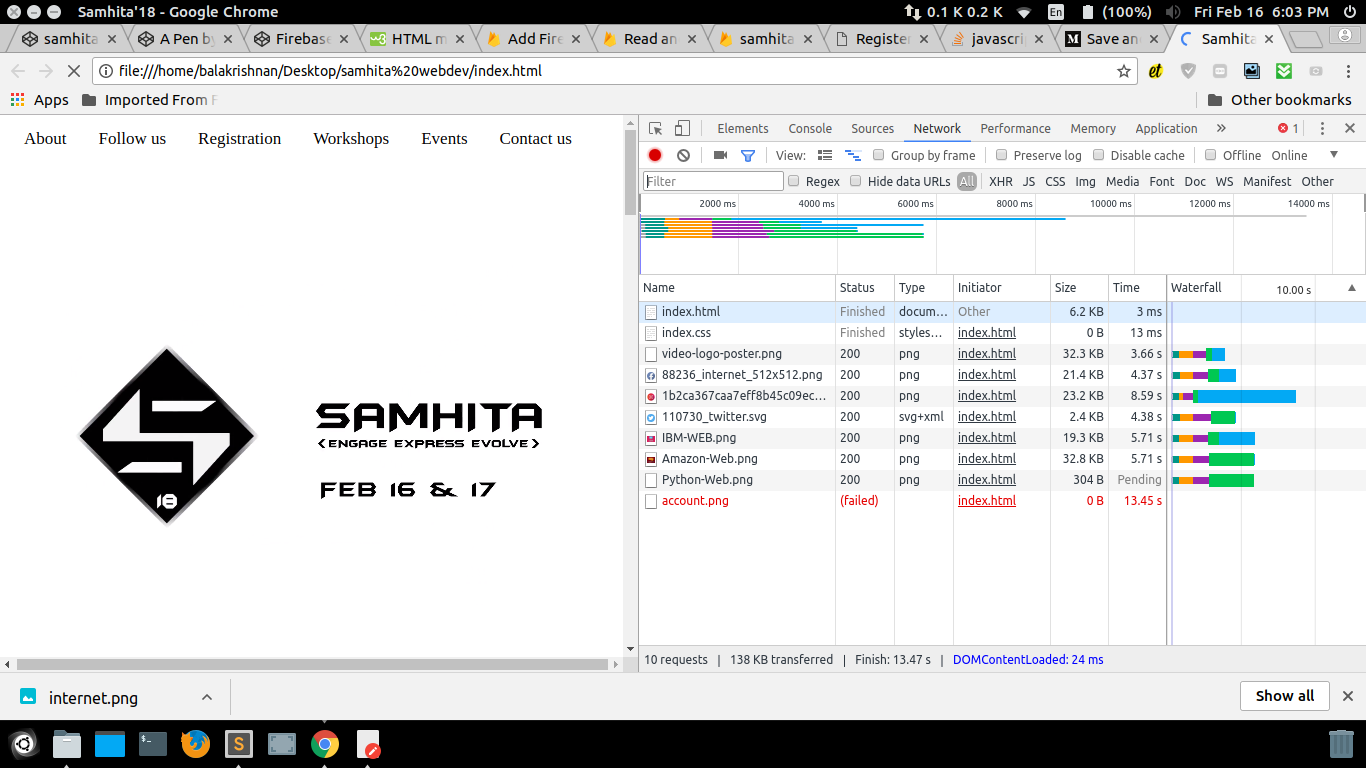 Samhita'18 - Google Chrome 0.1 K 0.2 K En (100%) Fri Feb 16 6:03 PM
samhita A Pen by Firebase HTML m Add Fire Read an samhita Register javascri Save an Samhita
file:///home/balakrishnan/Desktop/samhita%20webdev/index.html
Apps Imported From F Other bookmarks
About Follow us Registration Workshops Events Contact us
SAMHITA
<ENGAGE EXPRESS EVOLVE>
FEB 16 & 17
18
Elements Console Sources Network Performance Memory Application » 1
View: Group by frame Preserve log Disable cache Offline Online
Filter Regex Hide data URLs All XHR JS CSS Img Media Font Doc WS Manifest Other
2000 ms 4000 ms 6000 ms 8000 ms 10000 ms 12000 ms 14000 ms
Name Status Type Initiator Size Time Waterfall 10.00 s
index.html Finished docum... Other 6.2 KB 3 ms
index.css Finished styles... index.html 0 B 13 ms
video-logo-poster.png 200 png index.html 32.3 KB 3.66 s
88236_internet_512x512.png 200 png index.html 21.4 KB 4.37 s
1b2ca367caa7eff8b45c09ec... 200 png index.html 23.2 KB 8.59 s
110730_twitter.svg 200 svg+xml index.html 2.4 KB 4.38 s
IBM-WEB.png 200 png index.html 19.3 KB 5.71 s
Amazon-Web.png 200 png index.html 32.8 KB 5.71 s
Python-Web.png 200 png index.html 304 B Pending
account.png (failed) index.html 0 B 13.45 s
10 requests | 138 KB transferred | Finish: 13.47 s | DOMContentLoaded: 24 ms
internet.png Show all